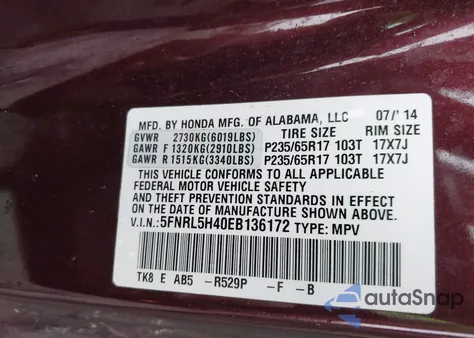 MFD. BY HONDA MFG. OF ALABAMA, LLC 07/'14
GVWR 2730KG(6019LBS) TIRE SIZE RIM SIZE
GAWR F 1320KG(2910LBS) P235/65R17 103T 17X7J
GAWR R 1515KG(3340LBS) P235/65R17 103T 17X7J
THIS VEHICLE CONFORMS TO ALL APPLICABLE
FEDERAL MOTOR VEHICLE SAFETY
AND THEFT PREVENTION STANDARDS IN EFFECT
ON THE DATE OF MANUFACTURE SHOWN ABOVE.
V.I.N.: 5FNRL5H40EB136172 TYPE: MPV
TK8 E AB5 -R529P -F -B
autoSnap